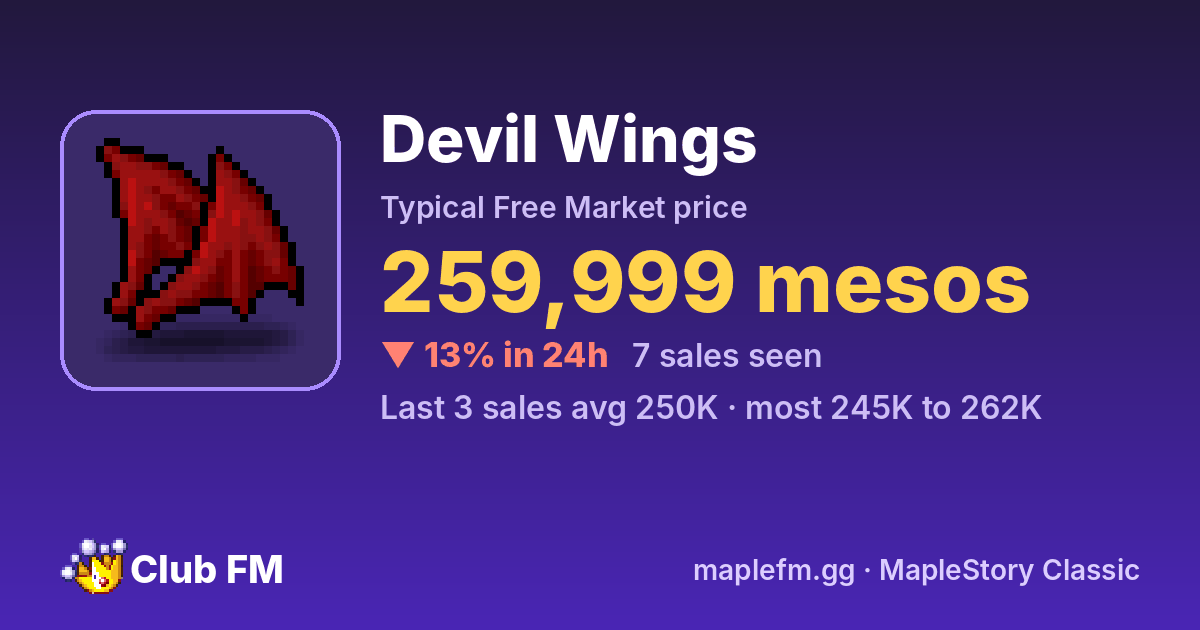 Devil Wings
Typical Free Market price
259,999 mesos
▼ 13% in 24h 7 sales seen
Last 3 sales avg 250K · most 245K to 262K
Club FM
maplefm.gg · MapleStory Classic